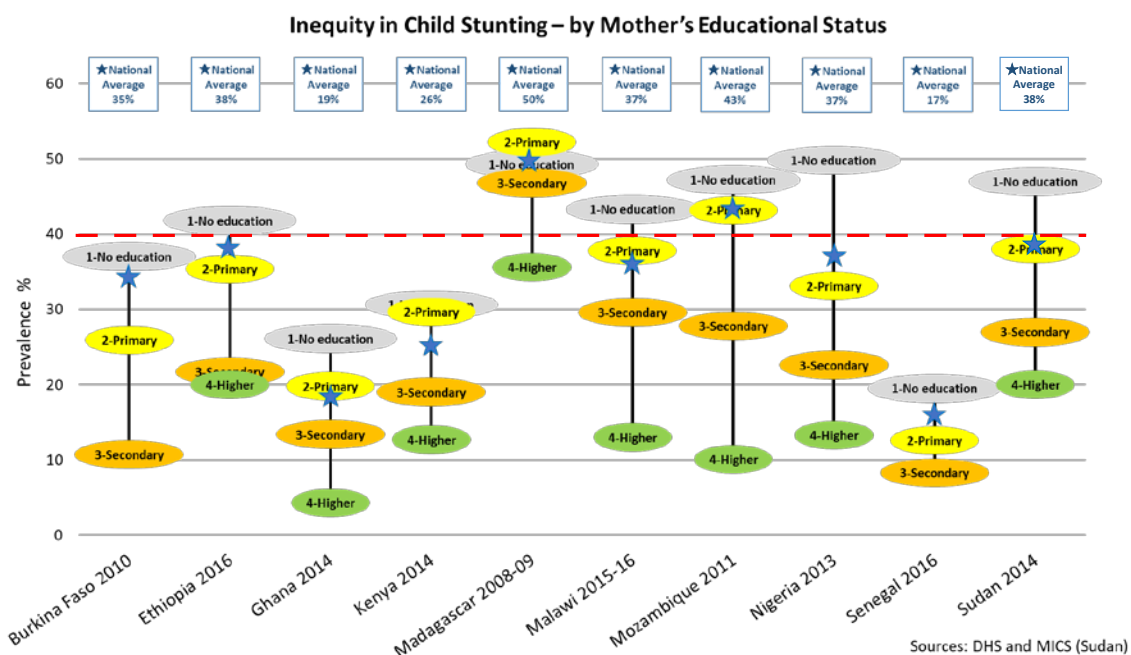 Inequity in Child Stunting – by Mother's Educational Status
National
Average
35%
National
Average
38%
National
Average
19%
National
Average
26%
National
Average
50%
National
Average
37%
National
Average
43%
National
Average
37%
National
Average
17%
National
Average
38%
Prevalence %
60
50
40
30
20
10
0
1-No education
2-Primary
3-Secondary
1-No education
2-Primary
3-Secondary
4-Higher
1-No education
2-Primary
3-Secondary
4-Higher
2-Primary
3-Secondary
4-Higher
2-Primary
1-No education
3-Secondary
4-Higher
1-No education
2-Primary
3-Secondary
4-Higher
1-No education
2-Primary
3-Secondary
4-Higher
1-No education
2-Primary
3-Secondary
4-Higher
1-No education
2-Primary
3-Secondary
1-No education
2-Primary
3-Secondary
4-Higher
Burkina Faso 2010
Ethiopia 2016
Ghana 2014
Kenya 2014
Madagascar 2008-09
Malawi 2015-16
Mozambique 2011
Nigeria 2013
Senegal 2016
Sudan 2014
Sources: DHS and MICS (Sudan)